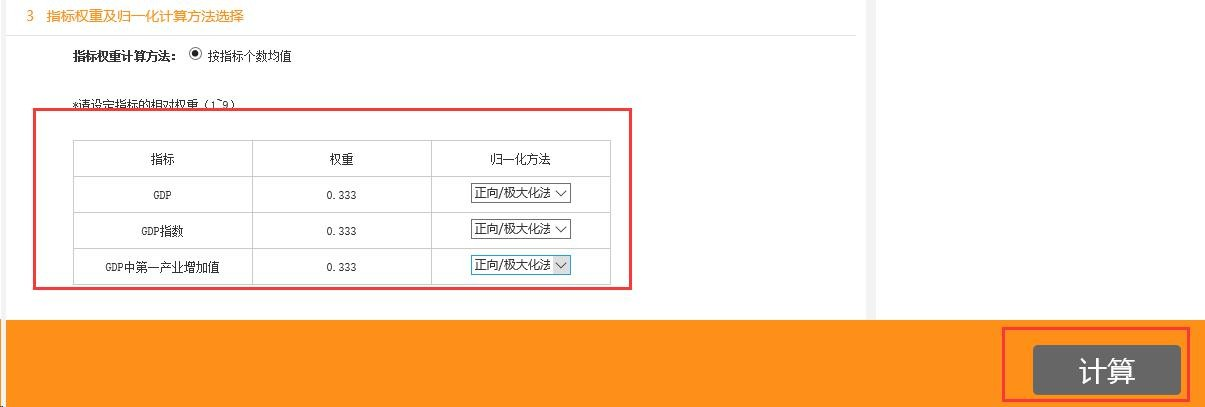 3 指标权重及归一化计算方法选择
指标权重计算方法： 按指标个数均值
*请设定指标的相对权重（1~9）
指标 权重 归一化方法
GDP 0.333 正向/极大化法
GDP指数 0.333 正向/极大化法
GDP中第一产业增加值 0.333 正向/极大化法
计算